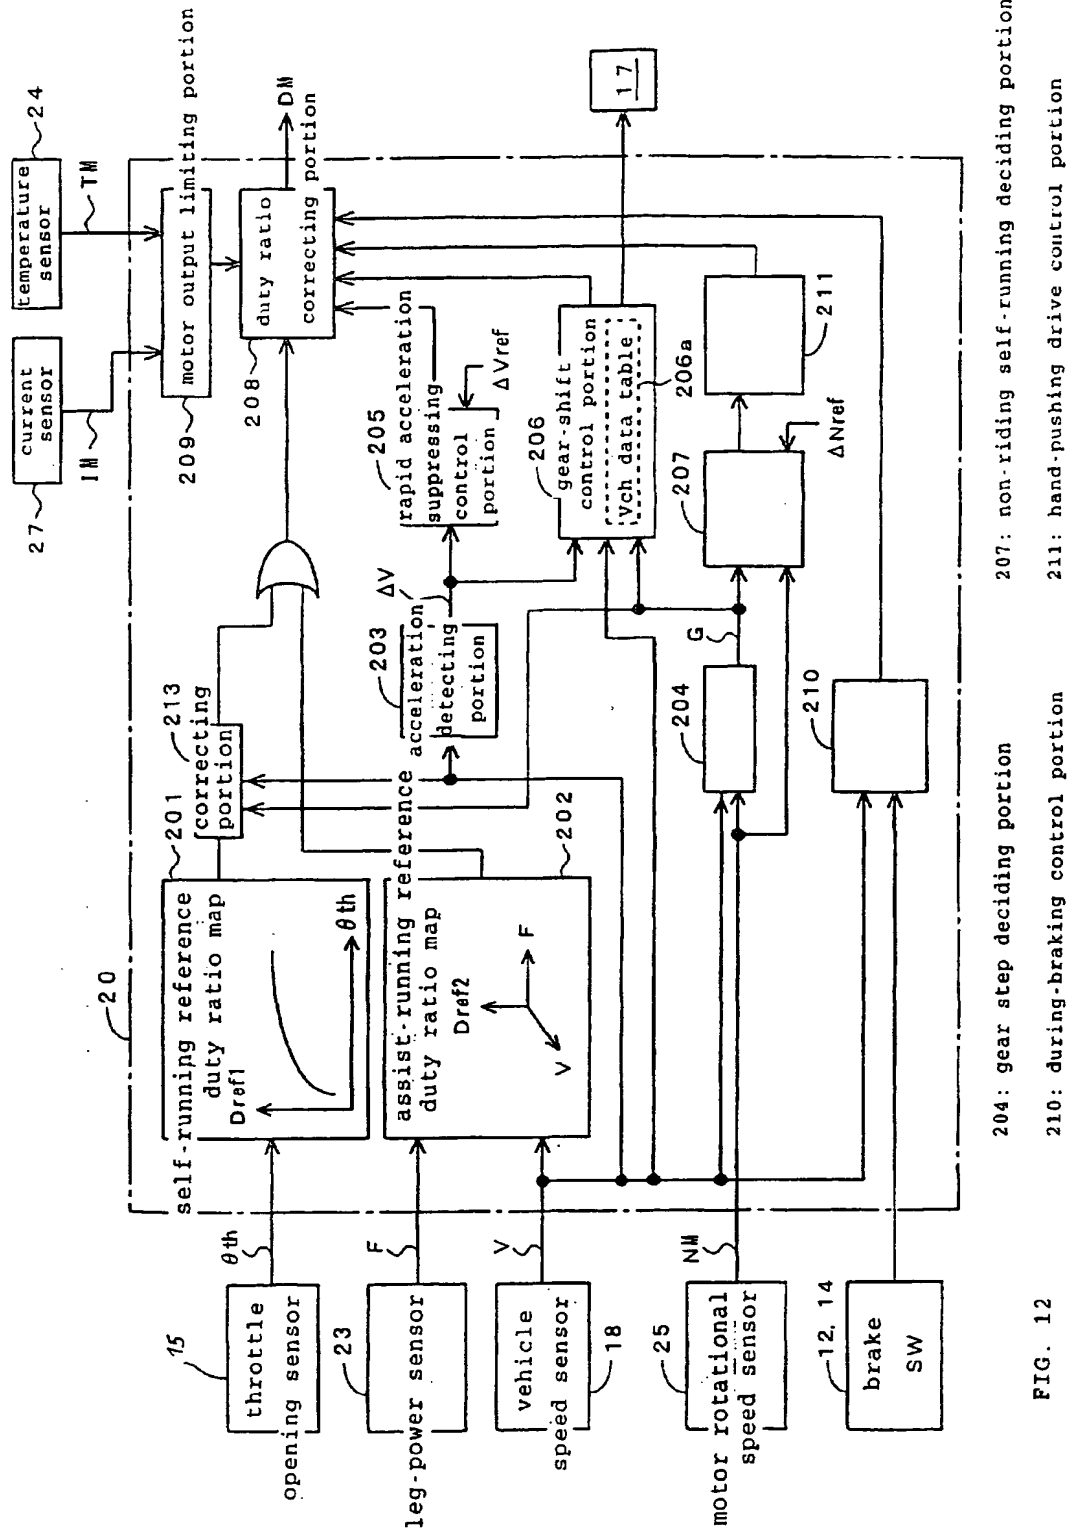 20
15
throttle
opening sensor
θth
23
leg-power sensor
F
vehicle
speed sensor
18
V
25
motor rotational
speed sensor
NM
12, 14
brake
SW
201
self-running reference
duty ratio map
Dref1
θth
213
correcting
portion
assist-running reference
duty ratio map
202
Dref2
F
V
203
acceleration
detecting
portion
ΔV
205
rapid acceleration
suppressing
control
portion
ΔVref
204
G
206
gear-shift
control portion
Vch data table
206a
207
ΔNref
211
210
27
current
sensor
IM
temperature
sensor
24
TM
209
motor output limiting portion
208
duty ratio
correcting portion
DM
17
204: gear step deciding portion
207: non-riding self-running deciding portion
210: during-braking control portion
211: hand-pushing drive control portion
FIG. 12